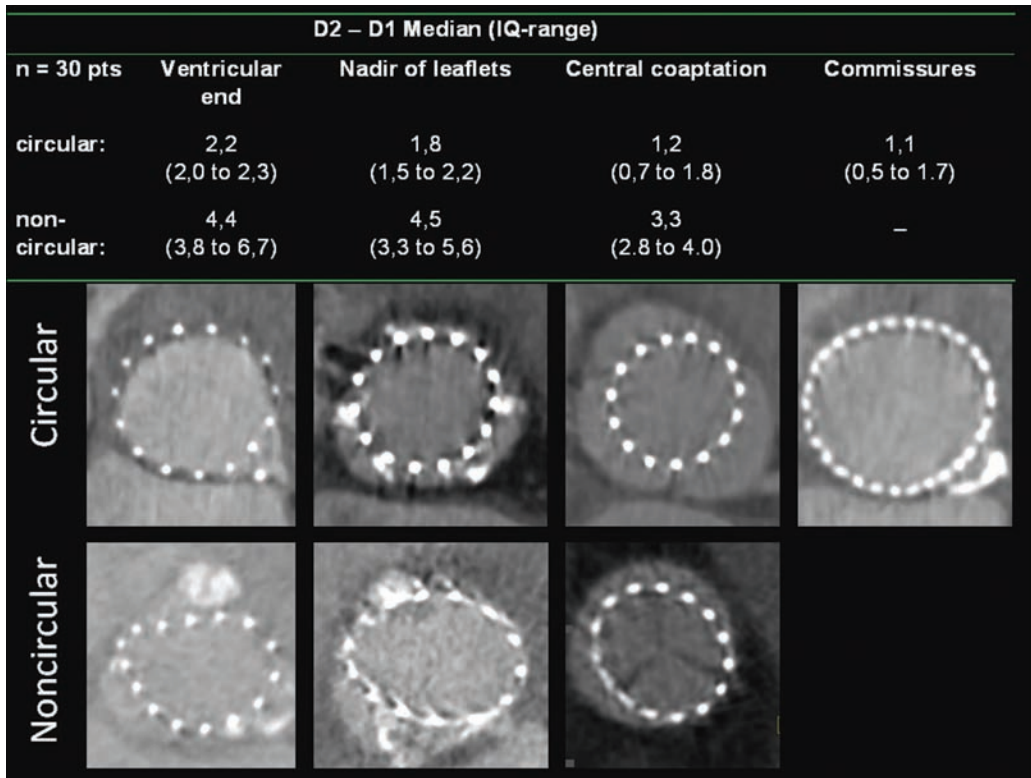 D2 – D1 Median (IQ-range)
n = 30 pts Ventricular end Nadir of leaflets Central coaptation Commissures
circular: 2,2 1,8 1,2 1,1
(2,0 to 2,3) (1,5 to 2,2) (0,7 to 1.8) (0,5 to 1.7)
non-circular: 4,4 4,5 3,3 –
(3,8 to 6,7) (3,3 to 5,6) (2.8 to 4.0)
Circular
Noncircular